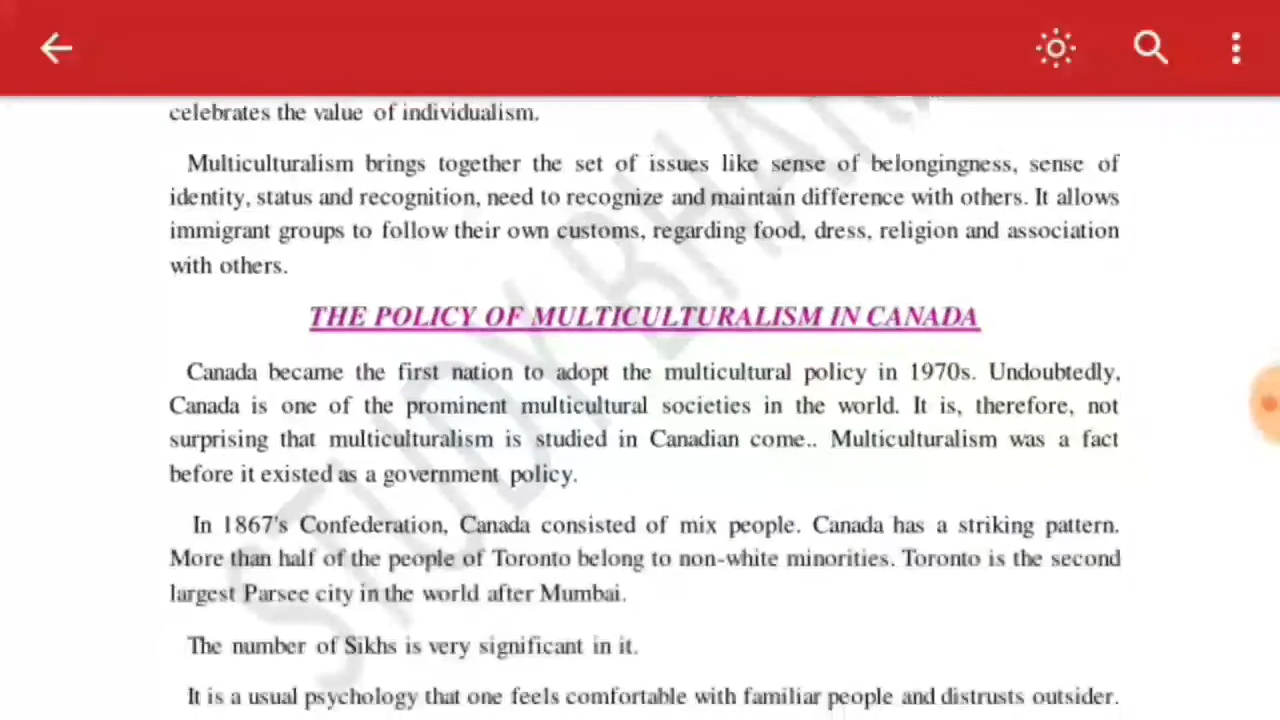 celebrates the value of individualism.
Multiculturalism brings together the set of issues like sense of belongingness, sense of
identity, status and recognition, need to recognize and maintain difference with others. It allows
immigrant groups to follow their own customs, regarding food, dress, religion and association
with others.
THE POLICY OF MULTICULTURALISM IN CANADA
Canada became the first nation to adopt the multicultural policy in 1970s. Undoubtedly,
Canada is one of the prominent multicultural societies in the world. It is, therefore, not
surprising that multiculturalism is studied in Canadian come.. Multiculturalism was a fact
before it existed as a government policy.
In 1867's Confederation, Canada consisted of mix people. Canada has a striking pattern.
More than half of the people of Toronto belong to non-white minorities. Toronto is the second
largest Parsee city in the world after Mumbai.
The number of Sikhs is very significant in it.
It is a usual psychology that one feels comfortable with familiar people and distrusts outsider.
STUDY